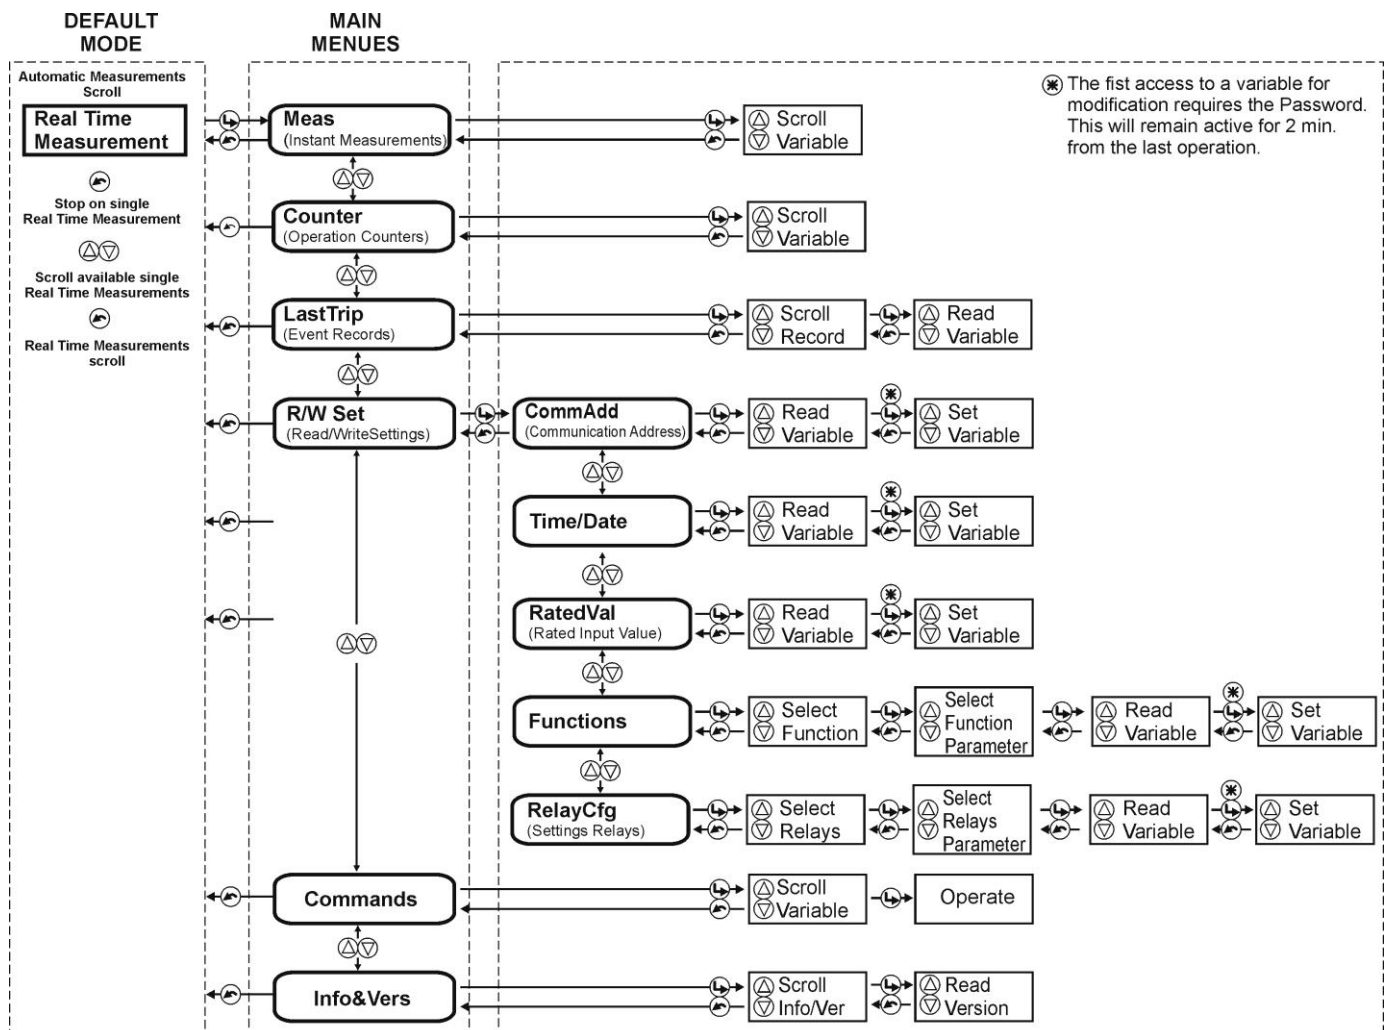 DEFAULT
MODE
MAIN
MENUES
Automatic Measurements
Scroll
Real Time
Measurement
Stop on single
Real Time Measurement
Scroll available single
Real Time Measurements
Real Time Measurements
scroll
The fist access to a variable for
modification requires the Password.
This will remain active for 2 min.
from the last operation.
Meas
(Instant Measurements)
Scroll
Variable
Counter
(Operation Counters)
Scroll
Variable
LastTrip
(Event Records)
Scroll
Record
Read
Variable
R/W Set
(Read/WriteSettings)
CommAdd
(Communication Address)
Read
Variable
Set
Variable
Time/Date
Read
Variable
Set
Variable
RatedVal
(Rated Input Value)
Read
Variable
Set
Variable
Functions
Select
Function
Select
Function
Parameter
Read
Variable
Set
Variable
RelayCfg
(Settings Relays)
Select
Relays
Select
Relays
Parameter
Read
Variable
Set
Variable
Commands
Scroll
Variable
Operate
Info&Vers
Scroll
Info/Ver
Read
Version